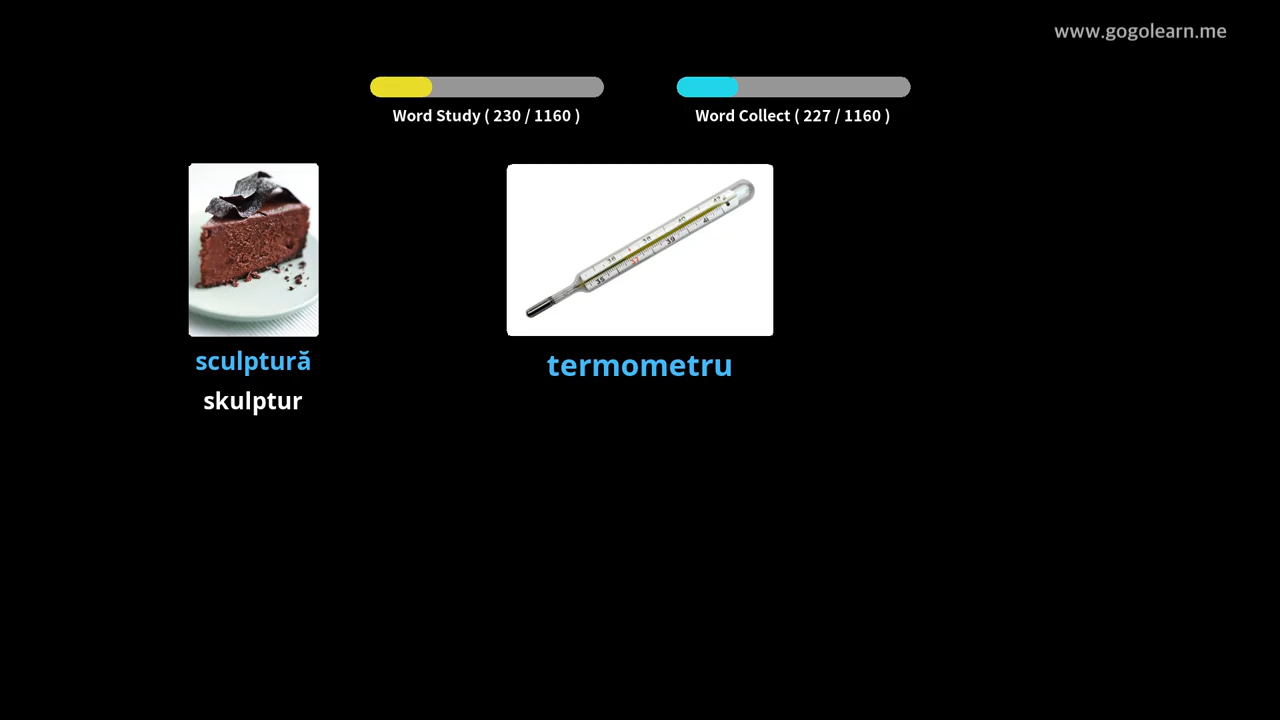 www.gogolearn.me
Word Study ( 230 / 1160 )
Word Collect ( 227 / 1160 )
sculptură
skulptur
termometru